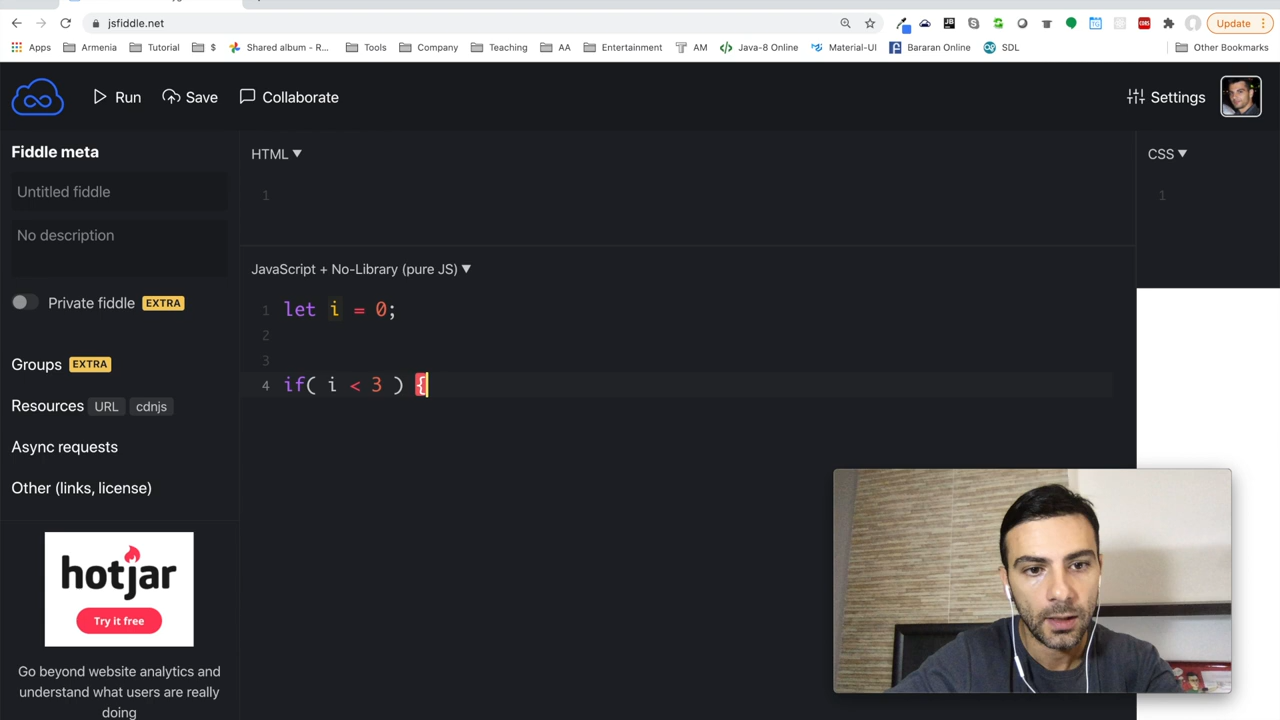 jsfiddle.net
Update
Apps Armenia Tutorial $ Shared album - R... Tools Company Teaching AA Entertainment AM Java-8 Online Material-UI Bararan Online SDL Other Bookmarks
Run Save Collaborate Settings
Fiddle meta
Untitled fiddle
No description
Private fiddle EXTRA
Groups EXTRA
Resources URL cdnjs
Async requests
Other (links, license)
hotjar
Try it free
Go beyond website analytics and
understand what users are really
doing
HTML
1
JavaScript + No-Library (pure JS)
1 let i = 0;
2
3
4 if( i < 3 ) {
CSS
1